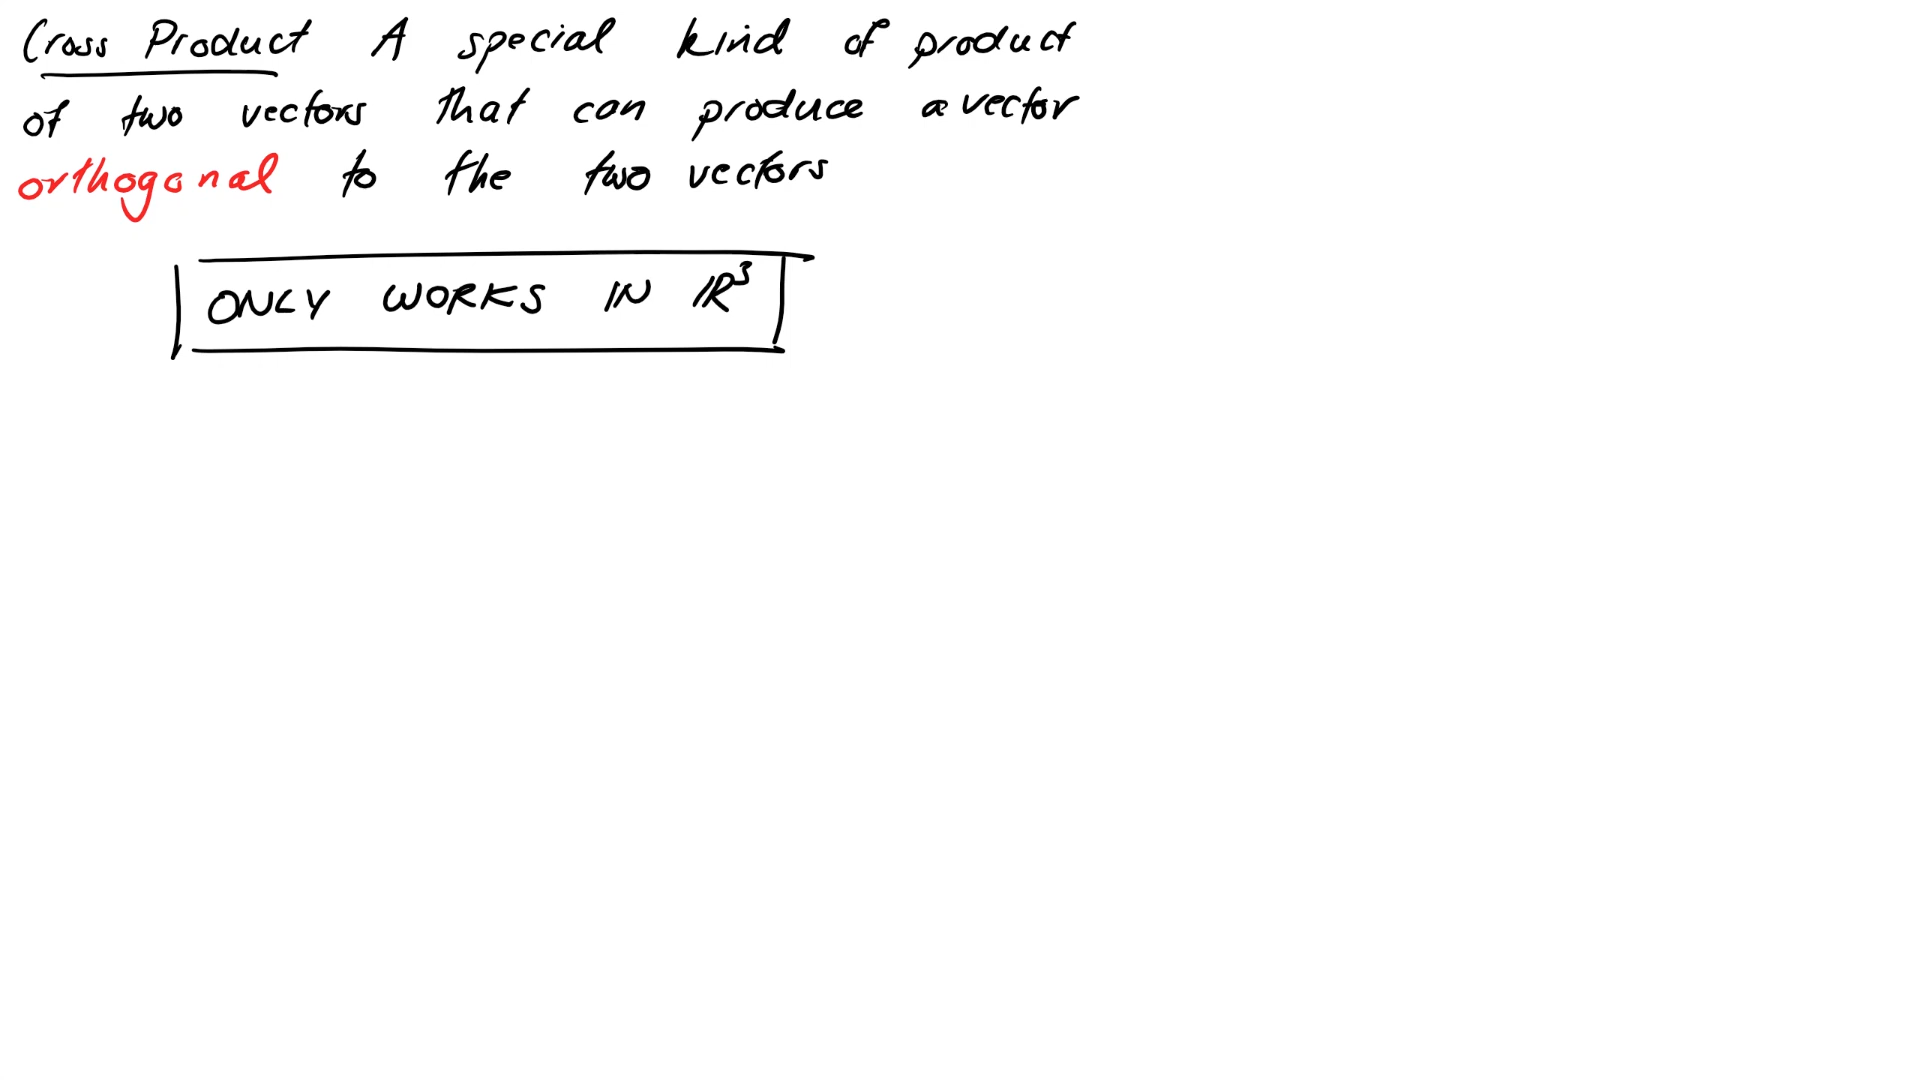 Cross Product A special kind of product
of two vectors that can produce a vector
orthogonal to the two vectors
ONLY WORKS IN ℝ³